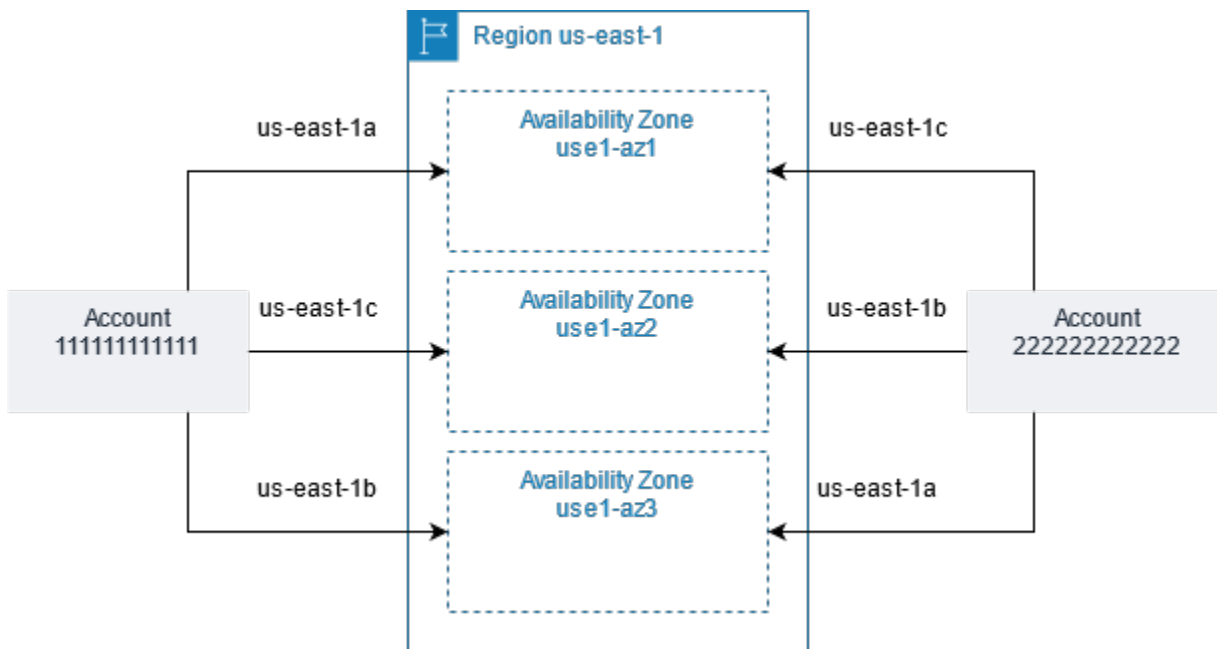 Region us-east-1
us-east-1a
Availability Zone
use1-az1
us-east-1c
Account
111111111111
us-east-1c
Availability Zone
use1-az2
us-east-1b
Account
222222222222
us-east-1b
Availability Zone
use1-az3
us-east-1a